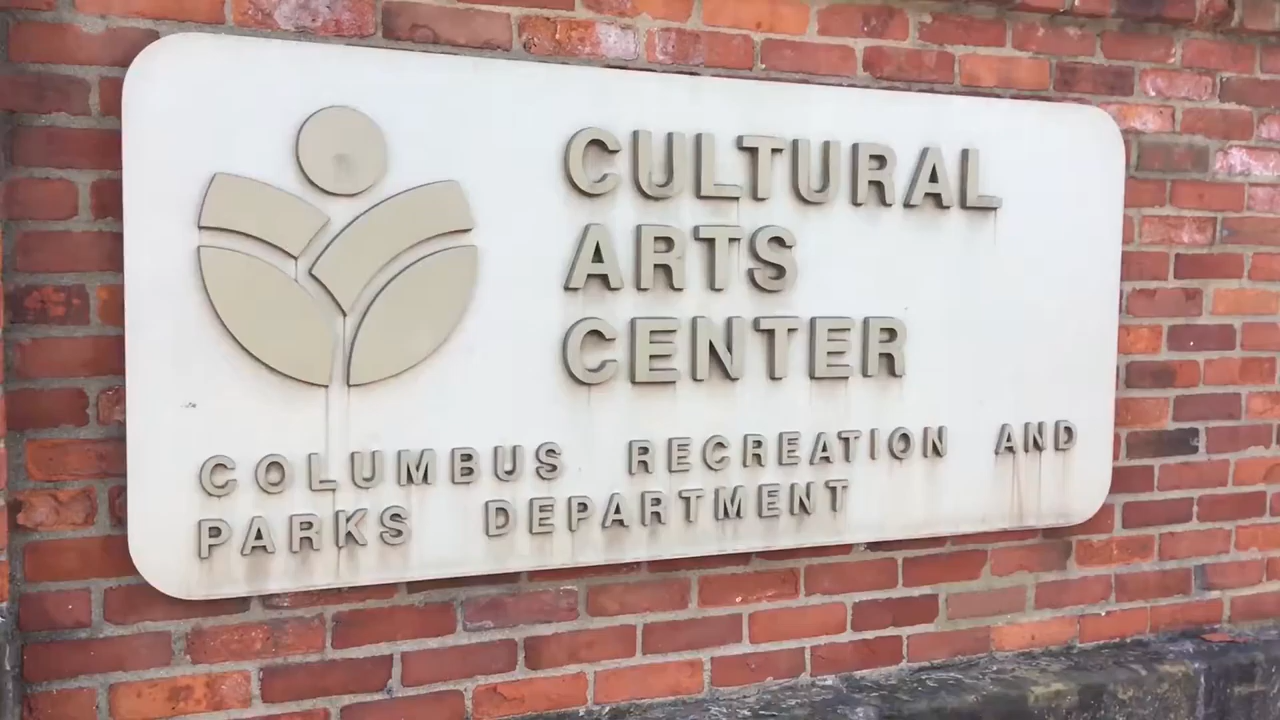 CULTURAL
ARTS
CENTER
COLUMBUS RECREATION AND
PARKS DEPARTMENT